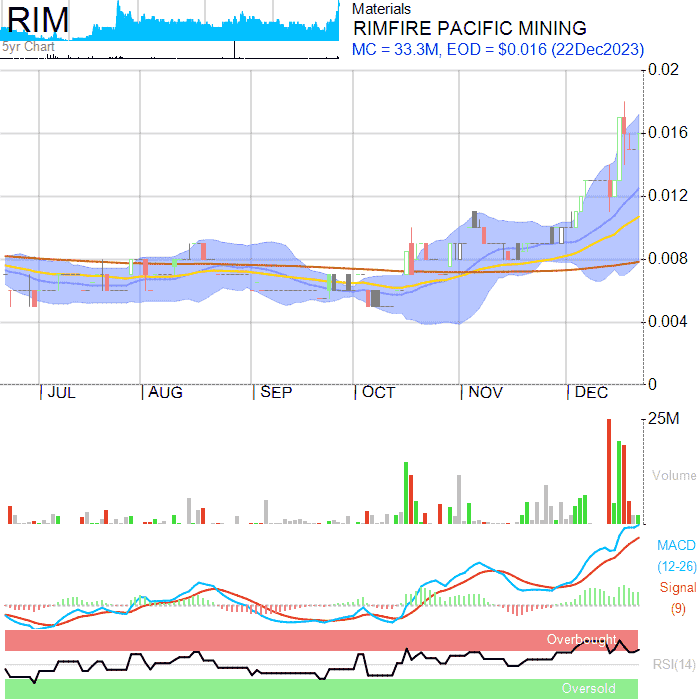 RIM
5yr Chart
Materials
RIMFIRE PACIFIC MINING
MC = 33.3M, EOD = $0.016 (22Dec2023)
0.02
0.016
0.012
0.008
0.004
0
JUL
AUG
SEP
OCT
NOV
DEC
25M
Volume
MACD
(12-26)
Signal
(9)
Overbought
RSI(14)
Oversold